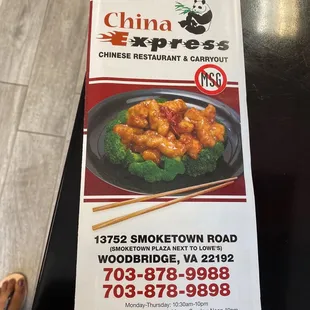 China
Express
CHINESE RESTAURANT & CARRYOUT
MSG
13752 SMOKETOWN ROAD
(SMOKETOWN PLAZA NEXT TO LOWE'S)
WOODBRIDGE, VA 22192
703-878-9988
703-878-9898
Monday-Thursday: 10:30am-10pm